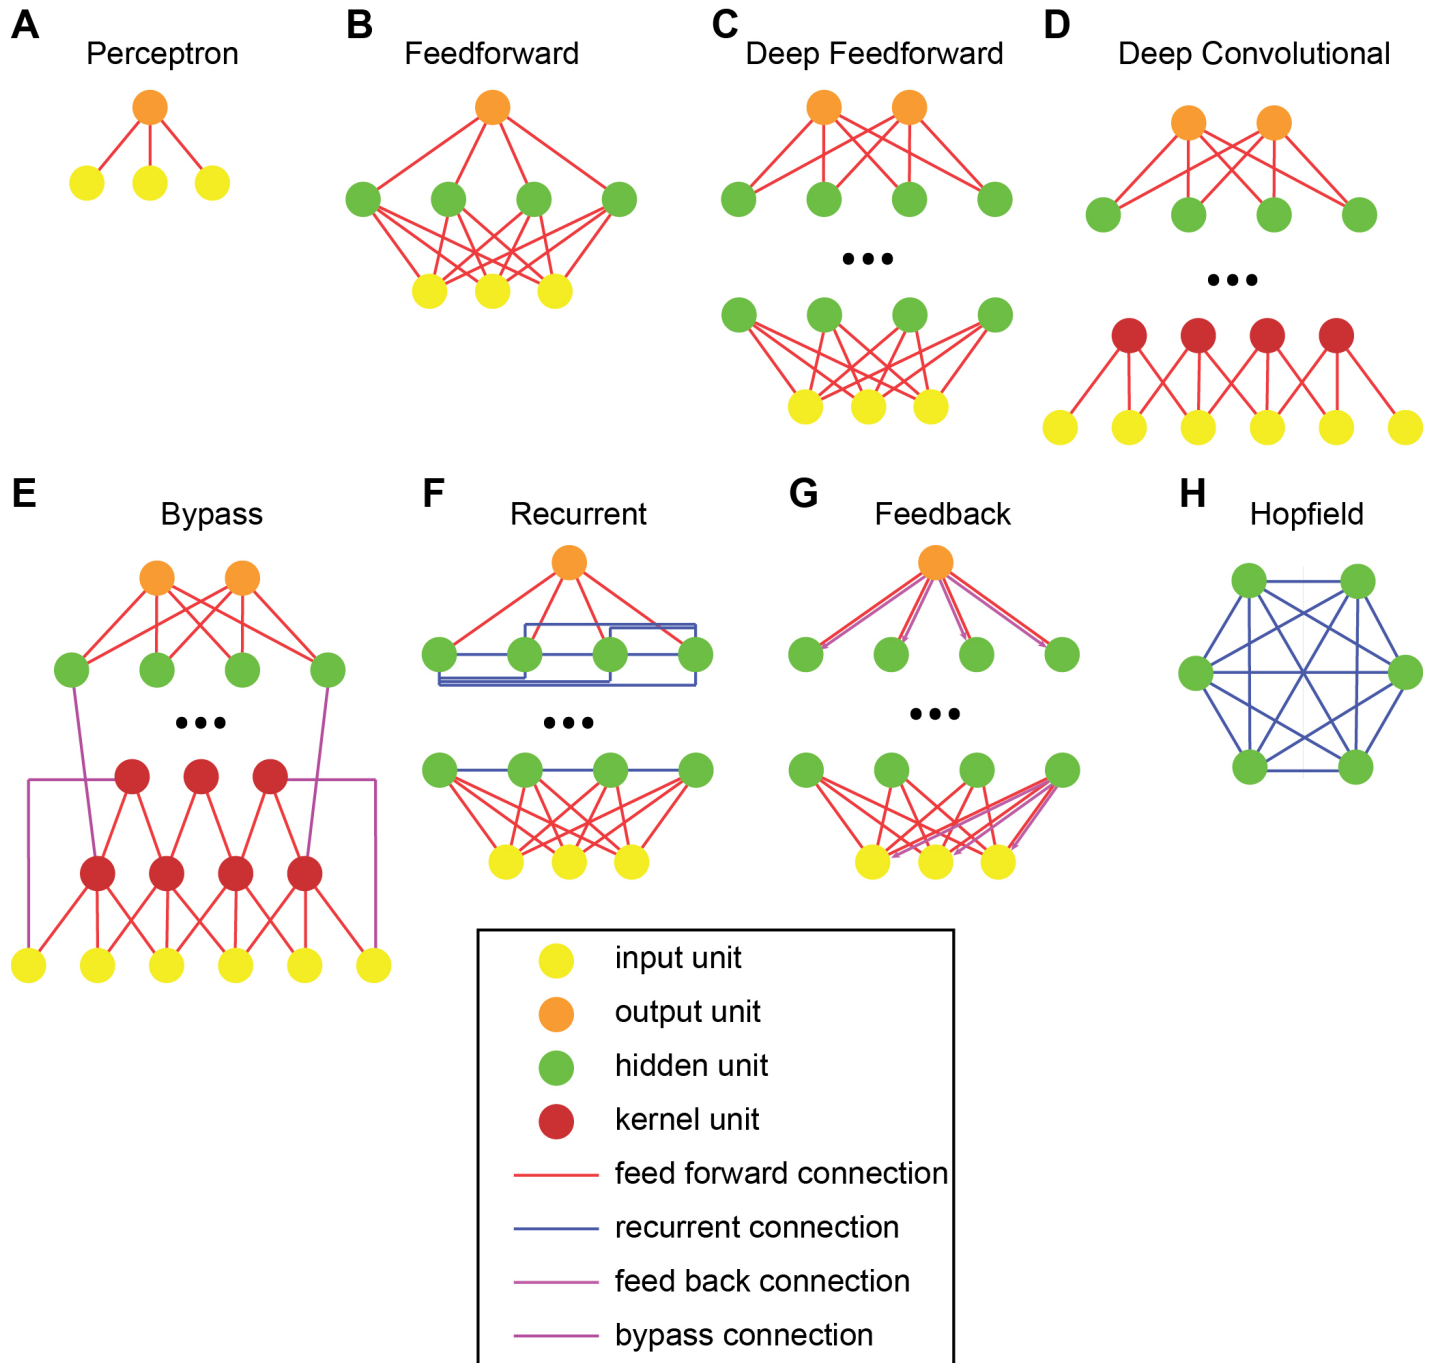 A
Perceptron
B
Feedforward
C
Deep Feedforward
D
Deep Convolutional
E
Bypass
F
Recurrent
G
Feedback
H
Hopfield
input unit
output unit
hidden unit
kernel unit
feed forward connection
recurrent connection
feed back connection
bypass connection